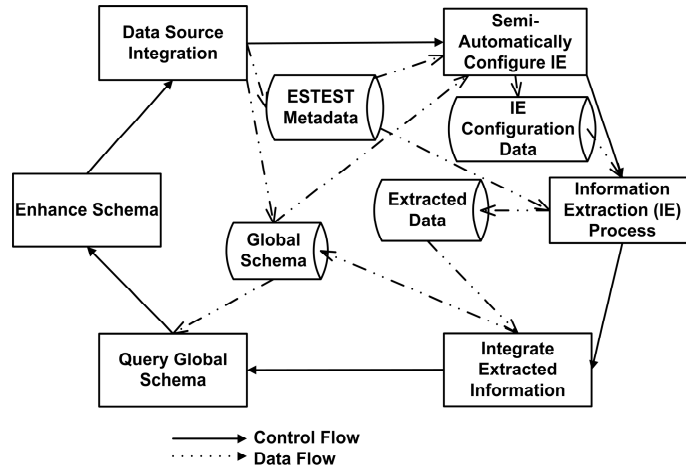 Data Source
Integration
Semi-
Automatically
Configure IE
ESTEST
Metadata
IE
Configuration
Data
Enhance Schema
Extracted
Data
Information
Extraction (IE)
Process
Global
Schema
Query Global
Schema
Integrate
Extracted
Information
Control Flow
Data Flow